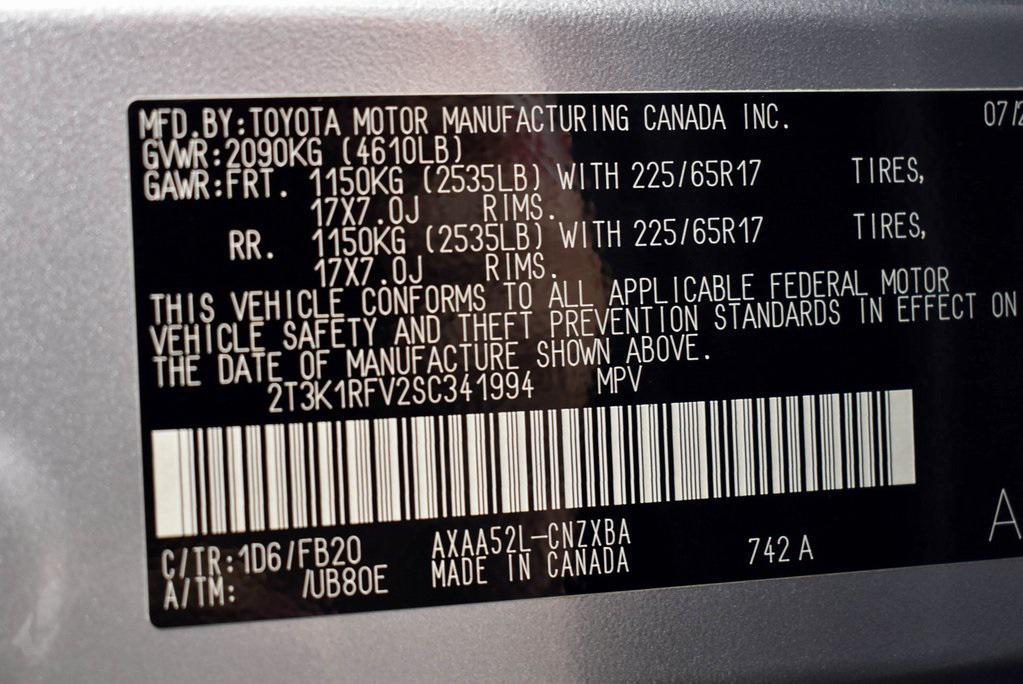 MFD.BY:TOYOTA MOTOR MANUFACTURING CANADA INC. 07/2
GVWR:2090KG (4610LB)
GAWR:FRT. 1150KG (2535LB) WITH 225/65R17 TIRES,
17X7.0J RIMS.
RR. 1150KG (2535LB) WITH 225/65R17 TIRES,
17X7.0J RIMS.
THIS VEHICLE CONFORMS TO ALL APPLICABLE FEDERAL MOTOR
VEHICLE SAFETY AND THEFT PREVENTION STANDARDS IN EFFECT ON
THE DATE OF MANUFACTURE SHOWN ABOVE.
2T3K1RFV2SC341994 MPV
C/TR:1D6/FB20 AXAA52L-CNZXBA 742A A
A/TM: /UB80E MADE IN CANADA